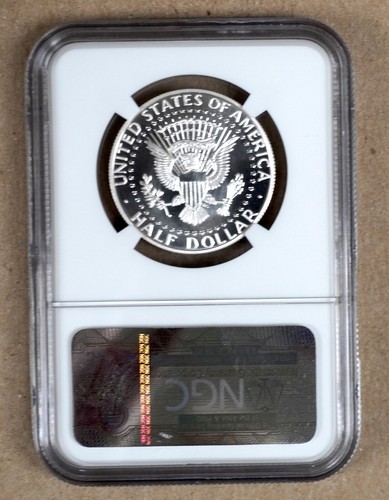 UNITED STATES OF AMERICA
HALF DOLLAR
NGC